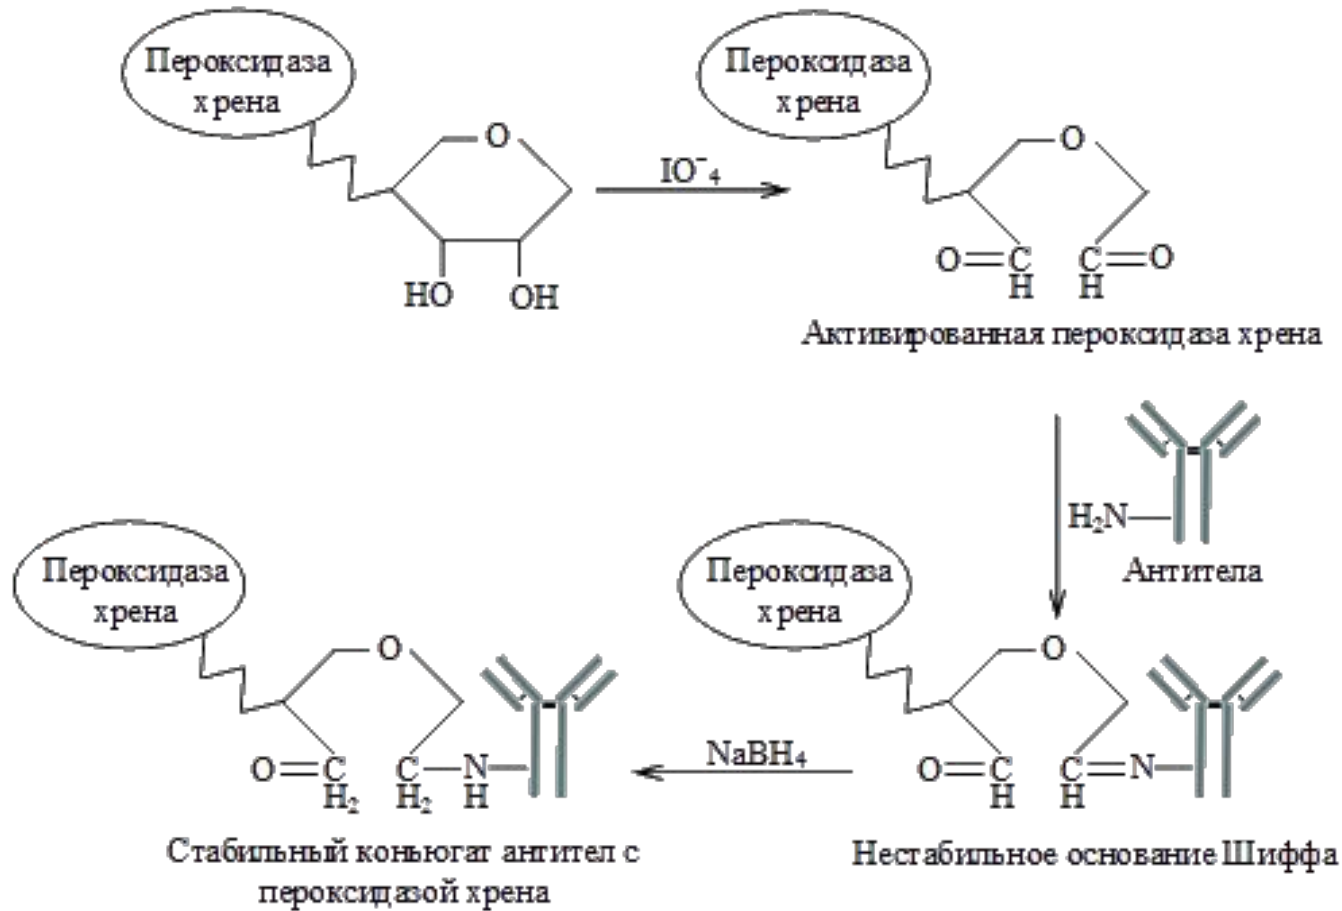 Пероксидаза
хрена
O
HO
OH
IO⁻₄
Пероксидаза
хрена
O
O=C
H
C=O
H
Активированная пероксидаза хрена
H₂N
Антитела
Пероксидаза
хрена
O
O=C
H
C=N
H
Нестабильное основание Шиффа
NaBH₄
Пероксидаза
хрена
O
O=C
H₂
C—N
H₂ H
Стабильный коньюгат антител с
пероксидазой хрена